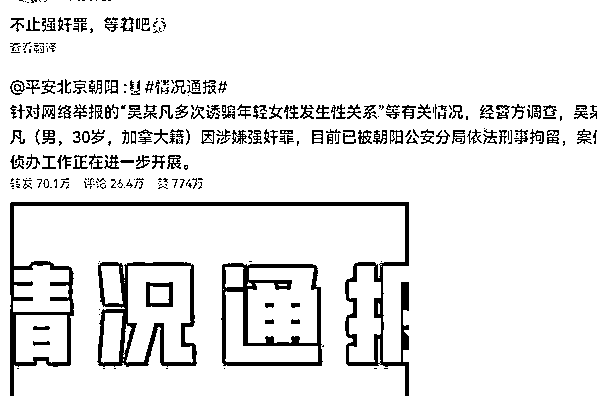 不止强奸罪，等着吧
查看翻译
@平安北京朝阳：#情况通报#
针对网络举报的“吴某凡多次诱骗年轻女性发生性关系”等有关情况，经警方调查，吴某
凡（男，30岁，加拿大籍）因涉嫌强奸罪，目前已被朝阳公安分局依法刑事拘留，案件
侦办工作正在进一步开展。
转发 70.1万 评论 26.4万 赞 774万
情况通报